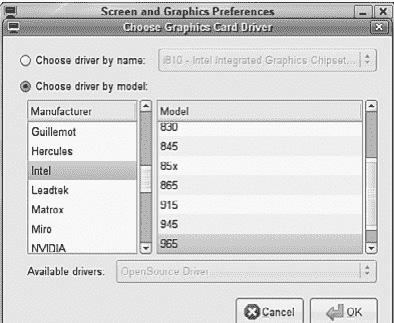 Screen and Graphics Preferences
Choose Graphics Card Driver
Choose driver by name:
i810 - Intel Integrated Graphics Chipset...
Choose driver by model:
Manufacturer
Model
Guillemot
Hercules
Intel
Leadtek
Matrox
Miro
NVIDIA
830
845
85x
865
915
945
965
Available drivers:
OpenSource Driver
Cancel
OK